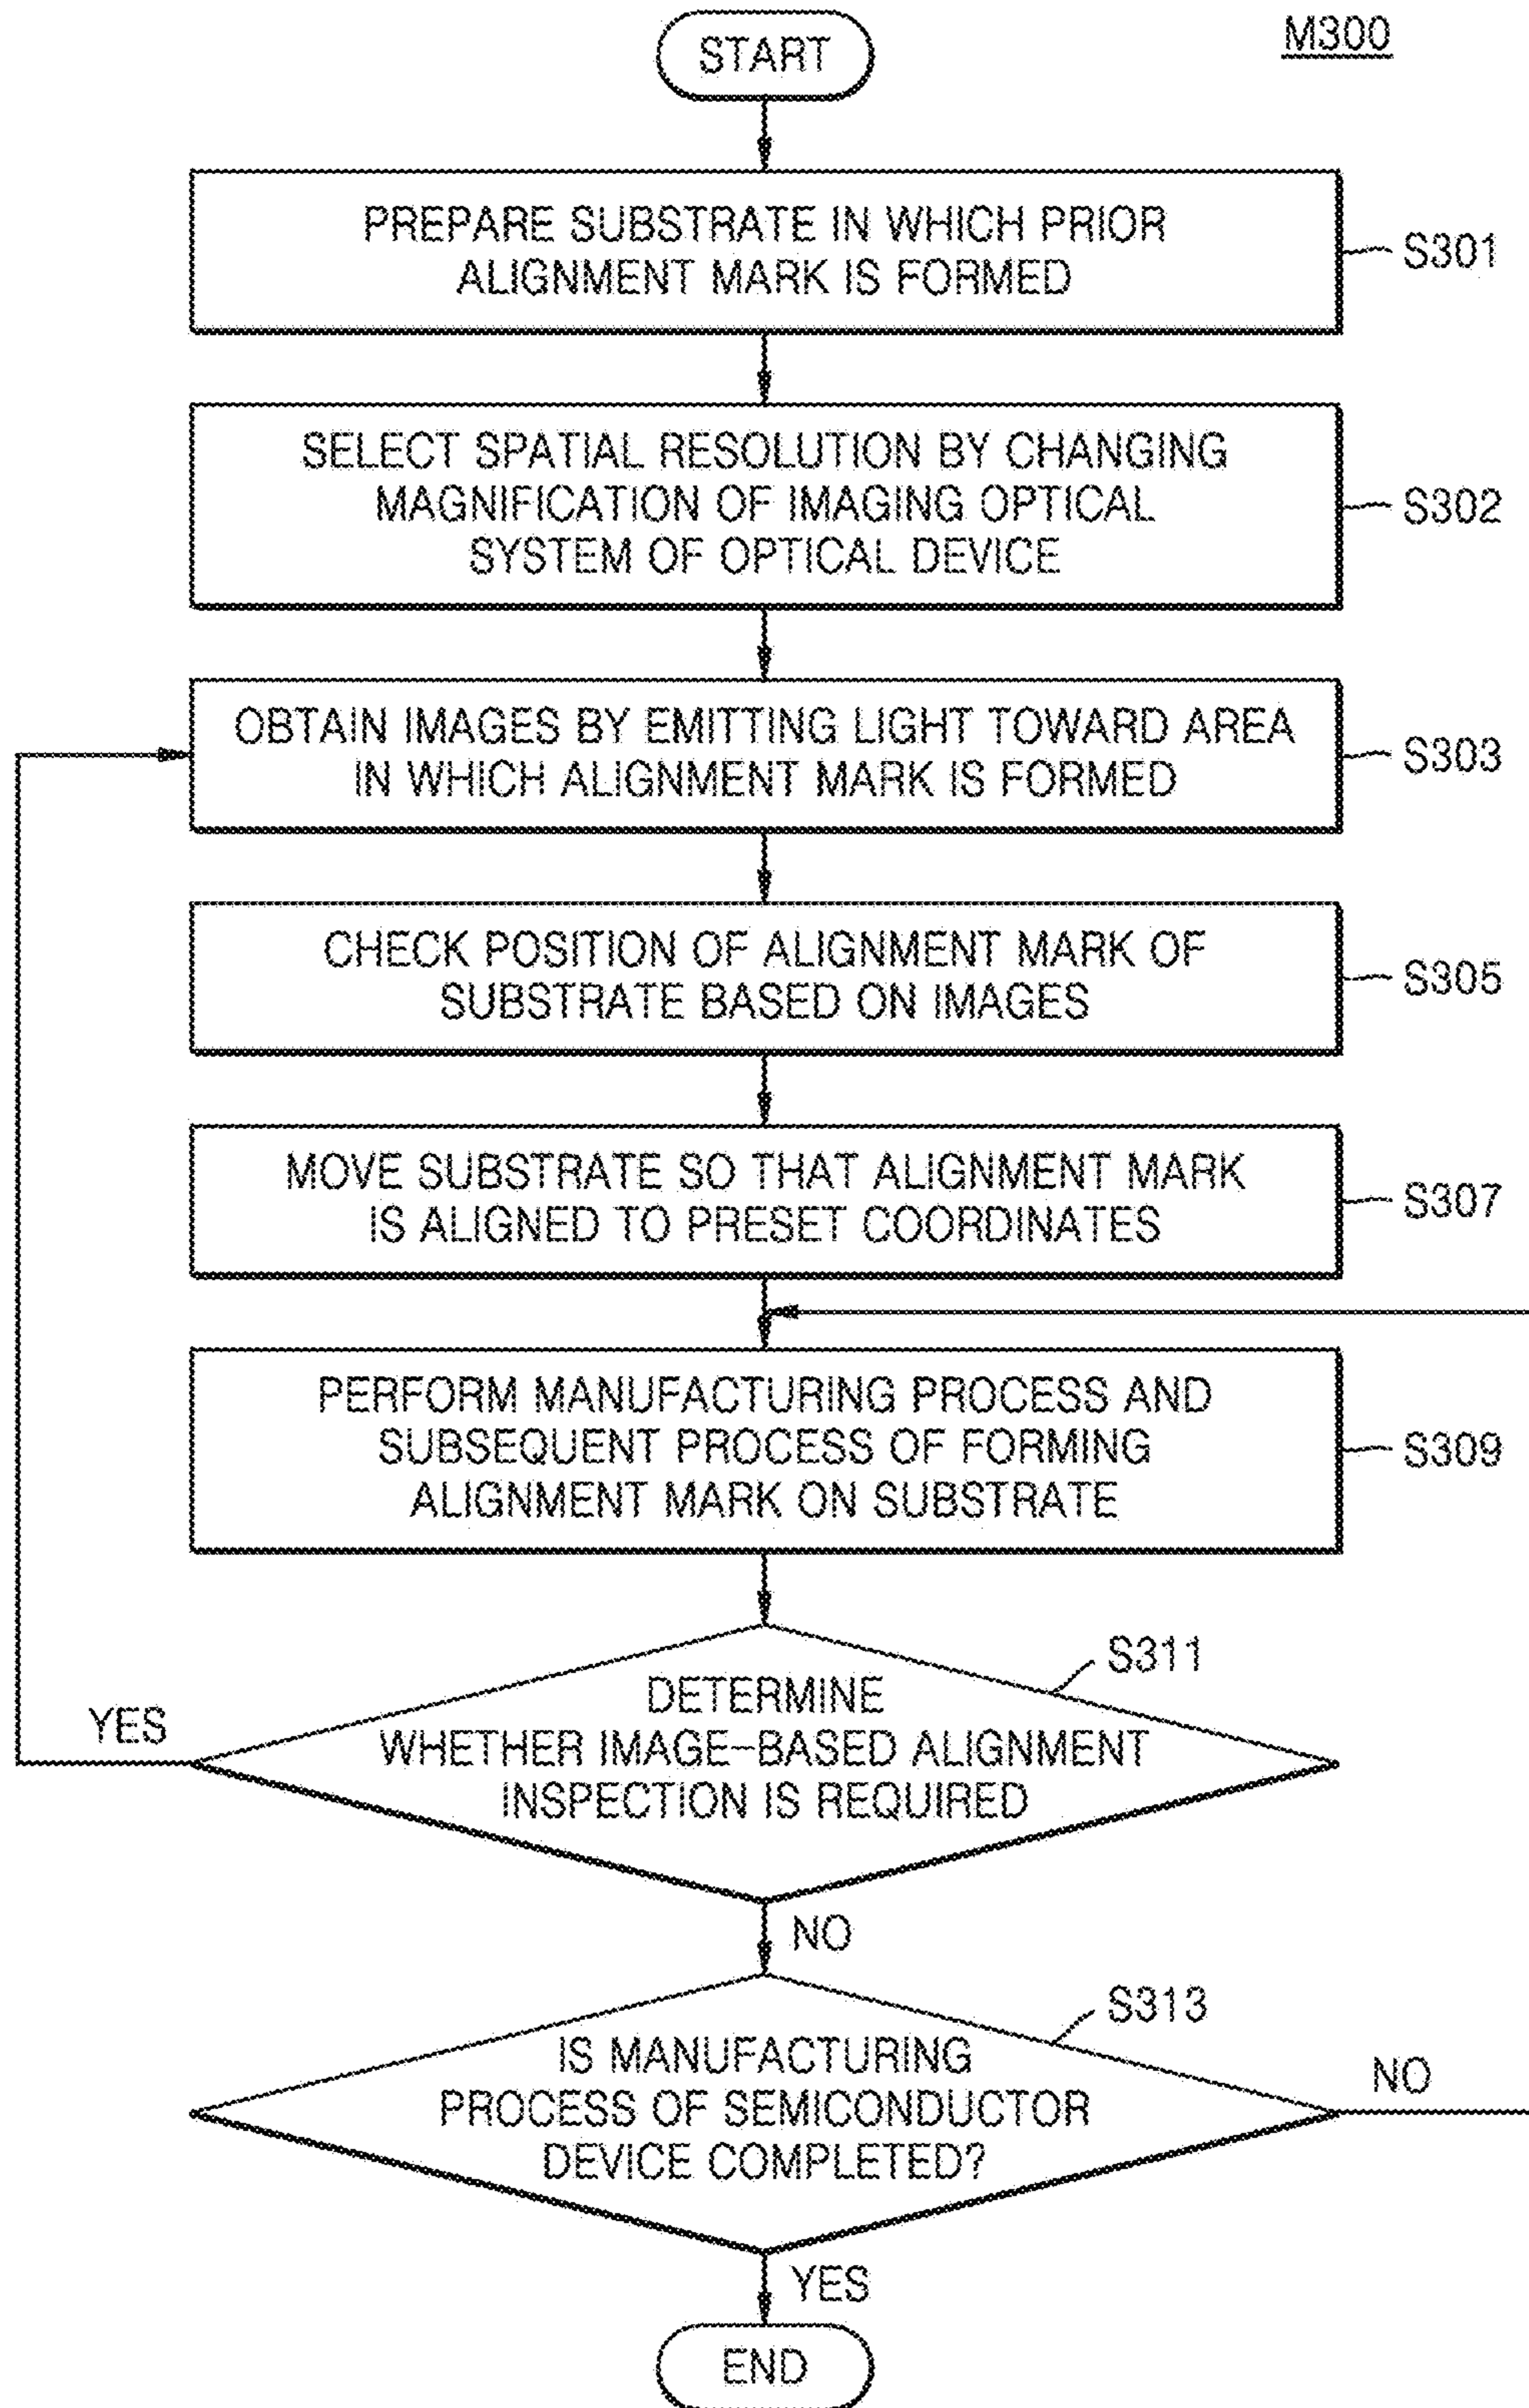 M300
START
PREPARE SUBSTRATE IN WHICH PRIOR
ALIGNMENT MARK IS FORMED
S301
SELECT SPATIAL RESOLUTION BY CHANGING
MAGNIFICATION OF IMAGING OPTICAL
SYSTEM OF OPTICAL DEVICE
S302
OBTAIN IMAGES BY EMITTING LIGHT TOWARD AREA
IN WHICH ALIGNMENT MARK IS FORMED
S303
CHECK POSITION OF ALIGNMENT MARK OF
SUBSTRATE BASED ON IMAGES
S305
MOVE SUBSTRATE SO THAT ALIGNMENT MARK
IS ALIGNED TO PRESET COORDINATES
S307
PERFORM MANUFACTURING PROCESS AND
SUBSEQUENT PROCESS OF FORMING
ALIGNMENT MARK ON SUBSTRATE
S309
S311
DETERMINE
WHETHER IMAGE-BASED ALIGNMENT
INSPECTION IS REQUIRED
YES
NO
S313
IS MANUFACTURING
PROCESS OF SEMICONDUCTOR
DEVICE COMPLETED?
NO
YES
END